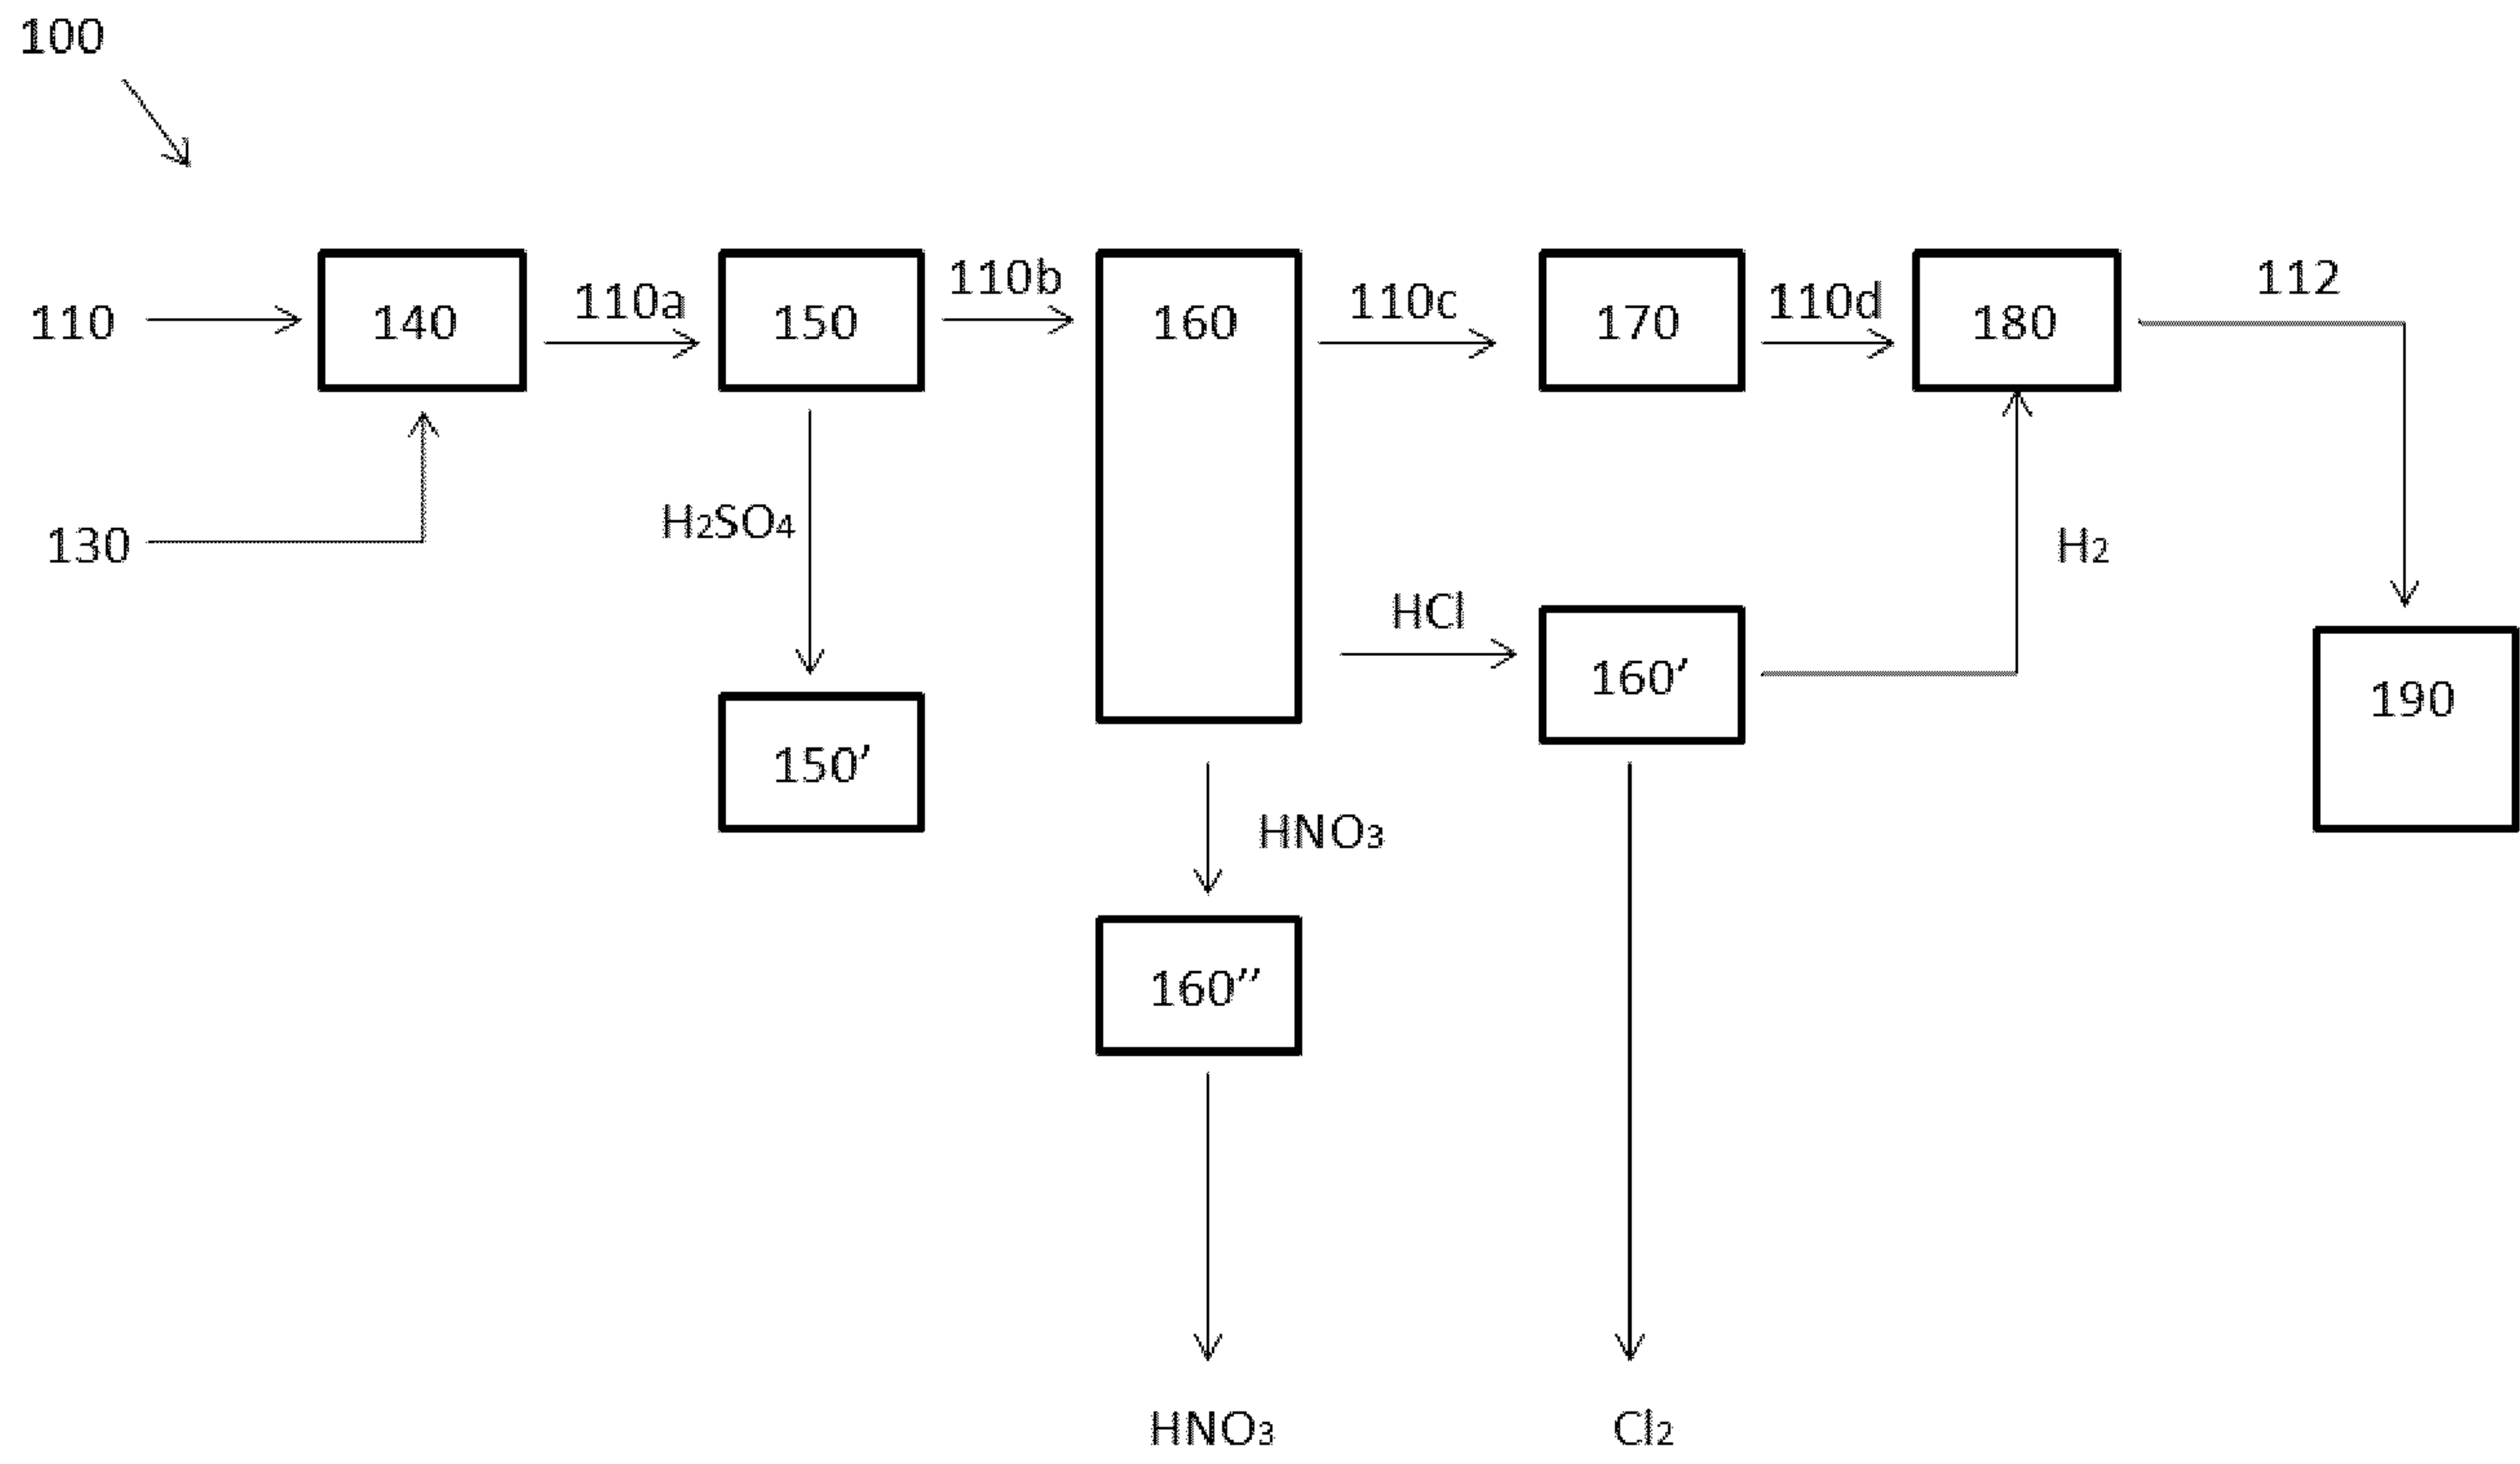 100
110
140
110a
150
110b
160
110c
170
110d
180
112
130
H₂SO₄
H₂
HCl
160’
190
150’
HNO₃
160’’
HNO₃
Cl₂